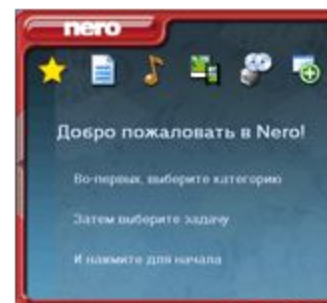 nero
Добро пожаловать в Nero!
Во-первых, выберите категорию
Затем выберите задачу
И нажмите для начала